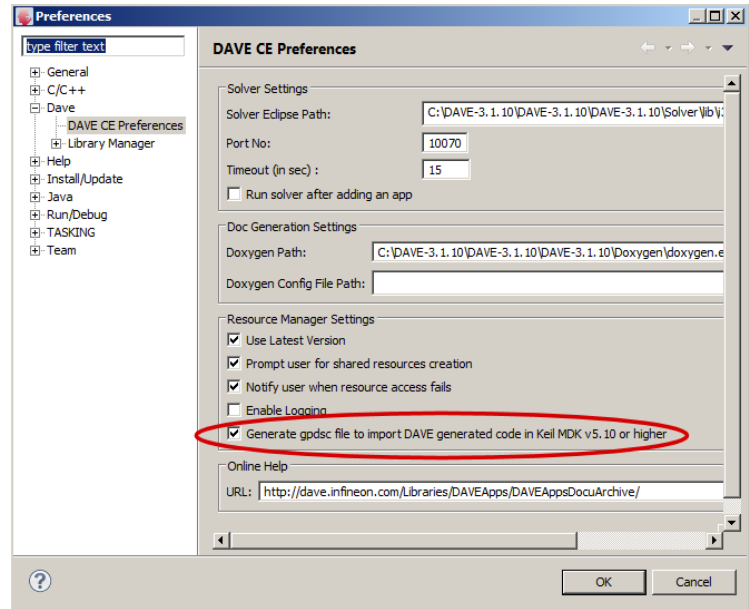 Preferences
type filter text
General
C/C++
Dave
DAVE CE Preferences
Library Manager
Help
Install/Update
Java
Run/Debug
TASKING
Team
DAVE CE Preferences
Solver Settings
Solver Eclipse Path: C:\DAVE-3.1.10\DAVE-3.1.10\DAVE-3.1.10\Solver\lib\
Port No: 10070
Timeout (in sec) : 15
Run solver after adding an app
Doc Generation Settings
Doxygen Path: C:\DAVE-3.1.10\DAVE-3.1.10\DAVE-3.1.10\Doxygen\doxygen.e
Doxygen Config File Path:
Resource Manager Settings
Use Latest Version
Prompt user for shared resources creation
Notify user when resource access fails
Enable Logging
Generate gpdsc file to import DAVE generated code in Keil MDK v5.10 or higher
Online Help
URL: http://dave.infineon.com/Libraries/DAVEApps/DAVEAppsDocuArchive/
?
OK Cancel